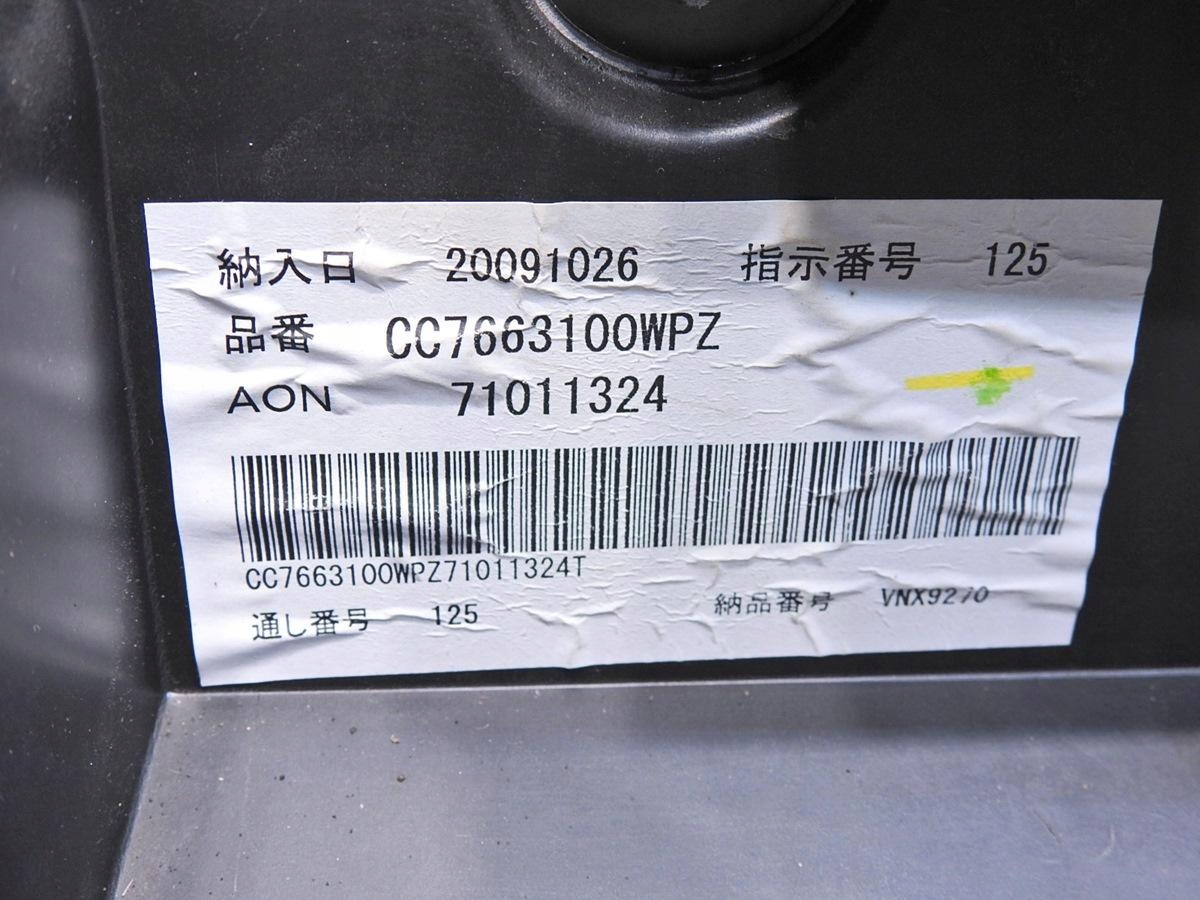 納入日 20091026 指示番号 125
品番 CC7663100WPZ
AON 71011324
CC7663100WPZ71011324T
通し番号 125 納品番号 VNX9270